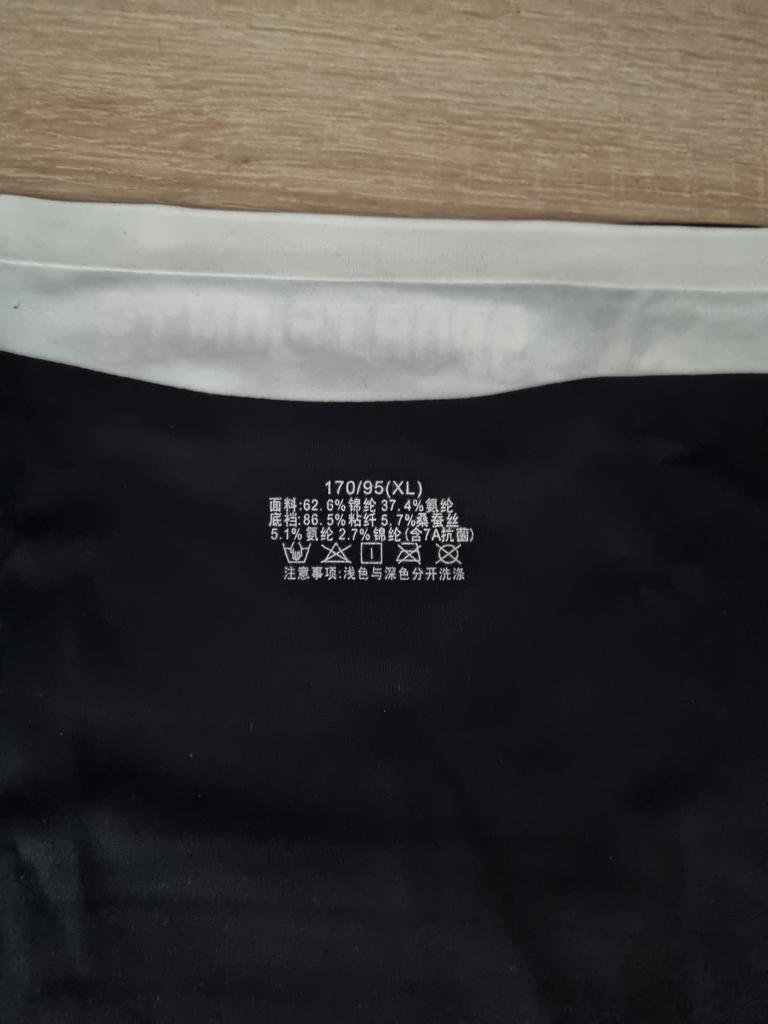 170/95(XL)
面料:62.6%锦纶 37.4%氨纶
底裆:86.5%粘纤 5.7%桑蚕丝
5.1%氨纶 2.7%锦纶(含7A抗菌)
注意事项:浅色与深色分开洗涤